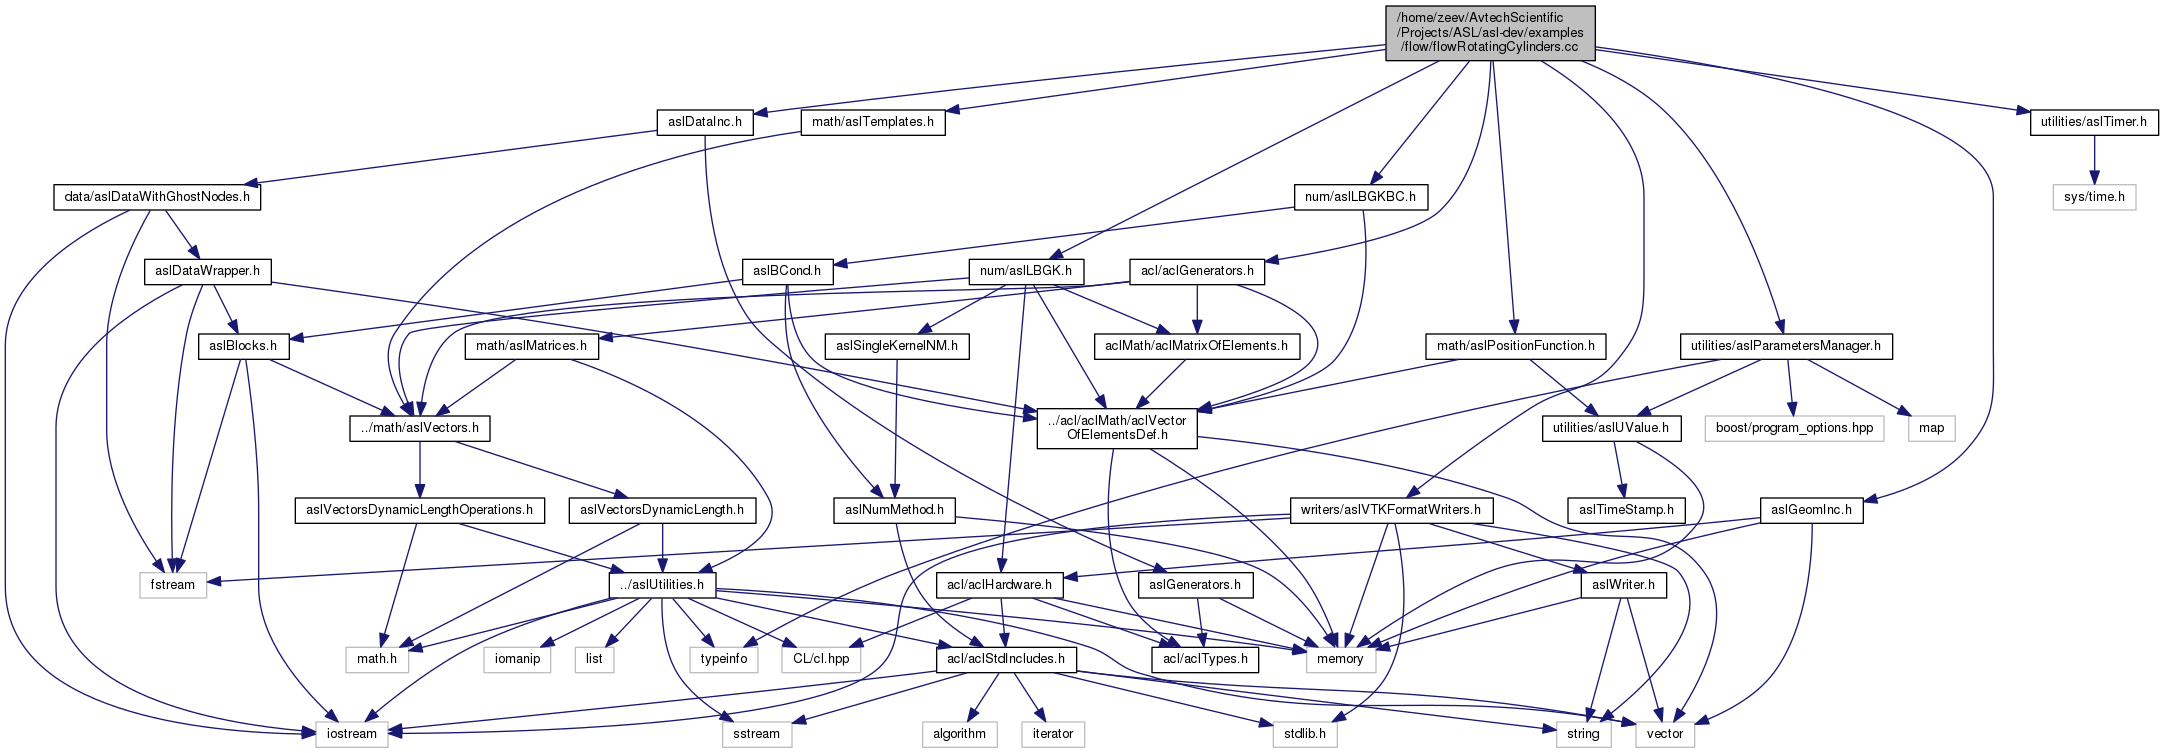 /home/zeev/AvtechScientific
/Projects/ASL/asl-dev/examples
/flow/flowRotatingCylinders.cc
aslDataInc.h
math/aslTemplates.h
utilities/aslTimer.h
data/aslDataWithGhostNodes.h
num/aslLBGKBC.h
sys/time.h
aslDataWrapper.h
aslBCond.h
num/aslLBGK.h
acl/aclGenerators.h
aslBlocks.h
math/aslMatrices.h
aslSingleKernelNM.h
aclMath/aclMatrixOfElements.h
math/aslPositionFunction.h
utilities/aslParametersManager.h
../math/aslVectors.h
../acl/aclMath/aclVector
OfElementsDef.h
utilities/aslUValue.h
boost/program_options.hpp
map
aslVectorsDynamicLengthOperations.h
aslVectorsDynamicLength.h
aslNumMethod.h
writers/aslVTKFormatWriters.h
aslTimeStamp.h
aslGeomInc.h
fstream
../aslUtilities.h
acl/aclHardware.h
aslGenerators.h
aslWriter.h
math.h
iomanip
list
typeinfo
CL/cl.hpp
acl/aclStdIncludes.h
acl/aclTypes.h
memory
iostream
sstream
algorithm
iterator
stdlib.h
string
vector